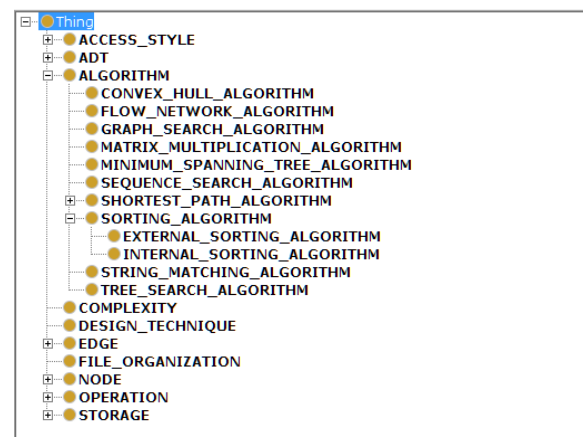 Thing
ACCESS_STYLE
ADT
ALGORITHM
CONVEX_HULL_ALGORITHM
FLOW_NETWORK_ALGORITHM
GRAPH_SEARCH_ALGORITHM
MATRIX_MULTIPLICATION_ALGORITHM
MINIMUM_SPANNING_TREE_ALGORITHM
SEQUENCE_SEARCH_ALGORITHM
SHORTEST_PATH_ALGORITHM
SORTING_ALGORITHM
EXTERNAL_SORTING_ALGORITHM
INTERNAL_SORTING_ALGORITHM
STRING_MATCHING_ALGORITHM
TREE_SEARCH_ALGORITHM
COMPLEXITY
DESIGN_TECHNIQUE
EDGE
FILE_ORGANIZATION
NODE
OPERATION
STORAGE